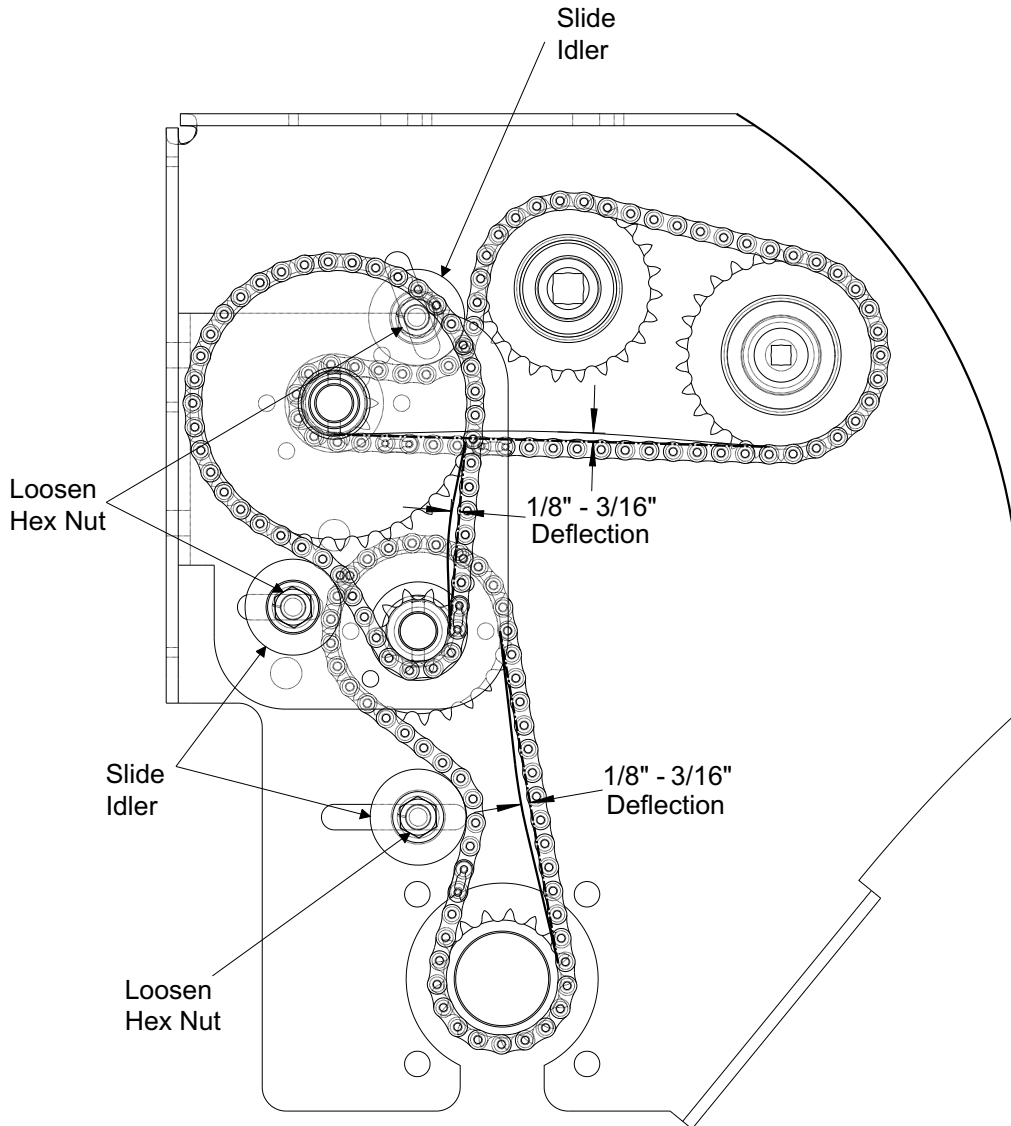 Slide
Idler
Loosen
Hex Nut
1/8" - 3/16"
Deflection
Slide
Idler
1/8" - 3/16"
Deflection
Loosen
Hex Nut